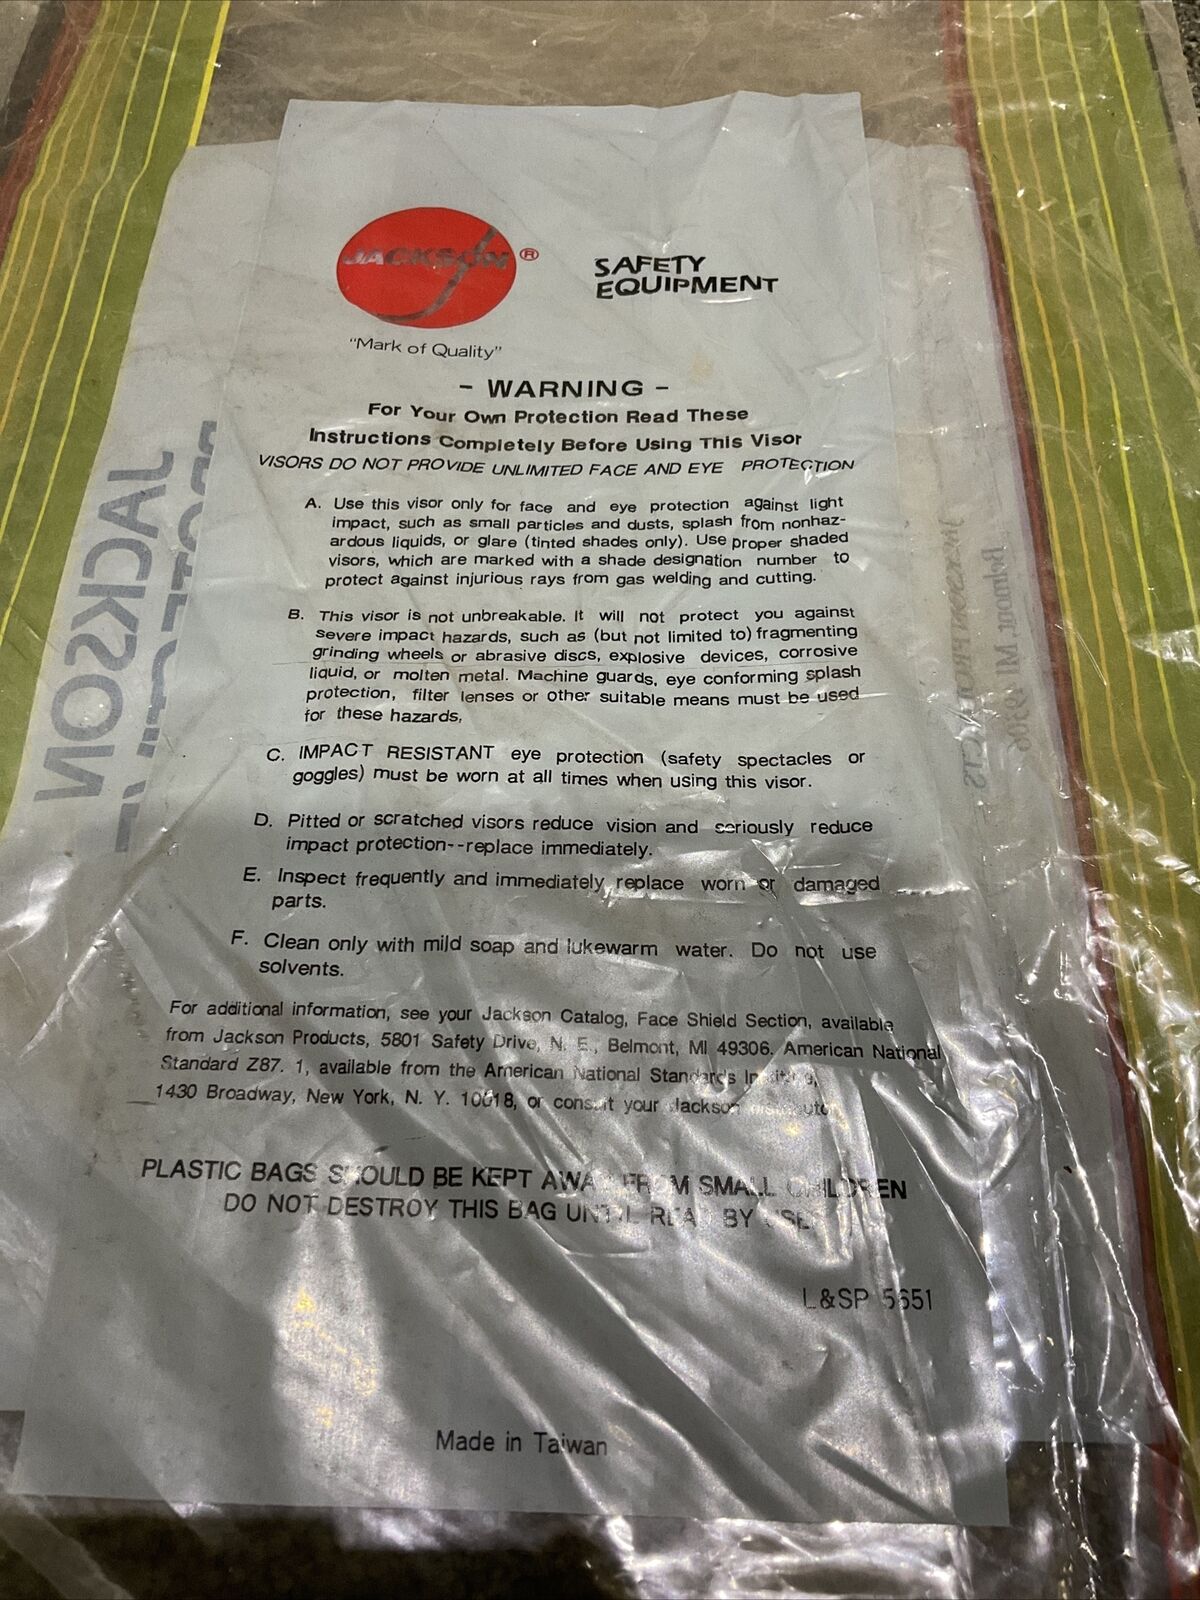 JACKSON ®
SAFETY
EQUIPMENT
"Mark of Quality"
- WARNING -
For Your Own Protection Read These
Instructions Completely Before Using This Visor
VISORS DO NOT PROVIDE UNLIMITED FACE AND EYE PROTECTION
A. Use this visor only for face and eye protection against light
impact, such as small particles and dusts, splash from nonhaz-
ardous liquids, or glare (tinted shades only). Use proper shaded
visors, which are marked with a shade designation number to
protect against injurious rays from gas welding and cutting.
B. This visor is not unbreakable. It will not protect you against
severe impact hazards, such as (but not limited to) fragmenting
grinding wheels or abrasive discs, explosive devices, corrosive
liquid, or molten metal. Machine guards, eye conforming splash
protection, filter lenses or other suitable means must be used
for these hazards,
C. IMPACT RESISTANT eye protection (safety spectacles or
goggles) must be worn at all times when using this visor.
D. Pitted or scratched visors reduce vision and seriously reduce
impact protection--replace immediately.
E. Inspect frequently and immediately replace worn or damaged
parts.
F. Clean only with mild soap and lukewarm water. Do not use
solvents.
For additional information, see your Jackson Catalog, Face Shield Section, available
from Jackson Products, 5801 Safety Drive, N. E., Belmont, MI 49306. American National
Standard Z87. 1, available from the American National Standards Institute,
1430 Broadway, New York, N. Y. 10018, or consult your Jackson distributor
PLASTIC BAGS SHOULD BE KEPT AWAY FROM SMALL CHILDREN
DO NOT DESTROY THIS BAG UNTIL READ BY USER
L&SP 5651
Made in Taiwan
JACKSON
JACKSON PRODUCTS
Belmont, MI 49306